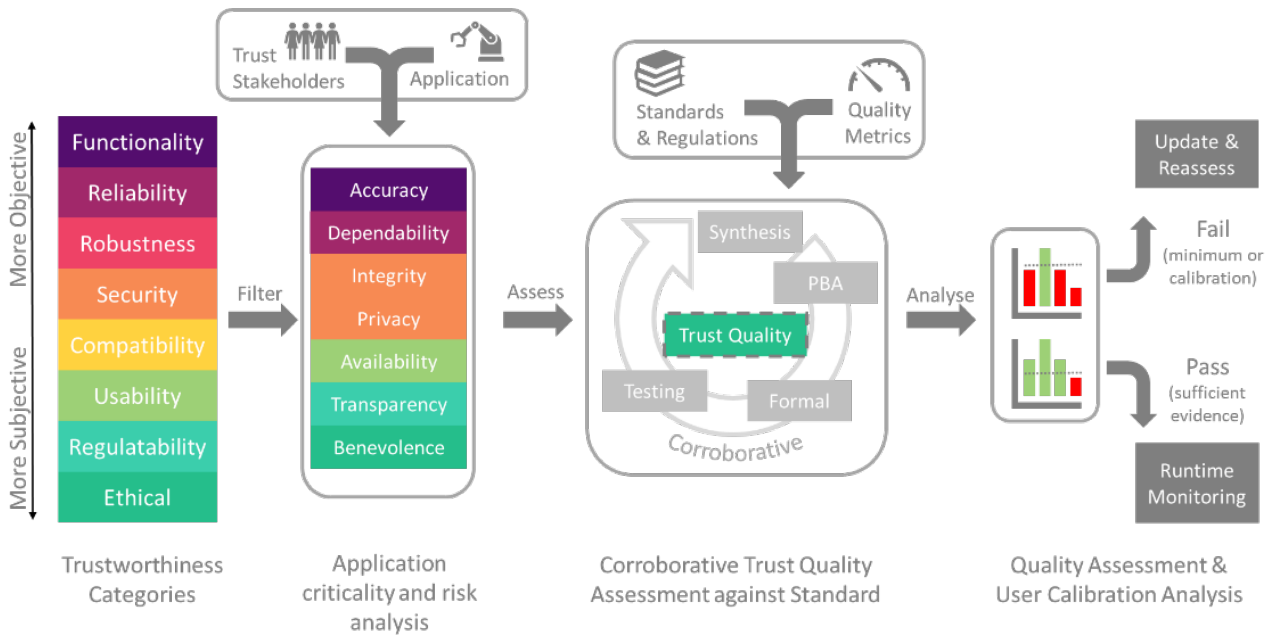 Trust
Stakeholders
Application
Standards
& Regulations
Quality
Metrics
More Objective
More Subjective
Functionality
Reliability
Robustness
Security
Compatibility
Usability
Regulatability
Ethical
Filter
Accuracy
Dependability
Integrity
Privacy
Availability
Transparency
Benevolence
Assess
Synthesis
PBA
Trust Quality
Testing
Formal
Corroborative
Analyse
Update &
Reassess
Fail
(minimum or
calibration)
Pass
(sufficient
evidence)
Runtime
Monitoring
Trustworthiness
Categories
Application
criticality and risk
analysis
Corroborative Trust Quality
Assessment against Standard
Quality Assessment &
User Calibration Analysis